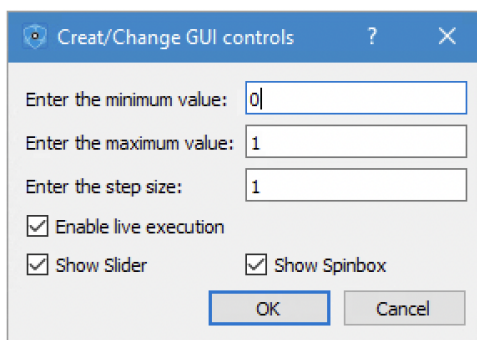 Creat/Change GUI controls ?
Enter the minimum value: 0
Enter the maximum value: 1
Enter the step size: 1
Enable live execution
Show Slider Show Spinbox
OK Cancel